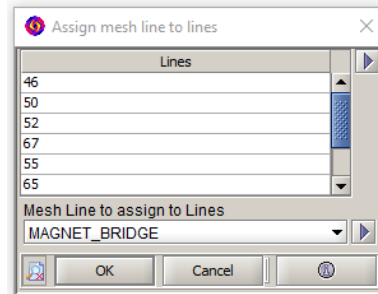 Assign mesh line to lines
Lines
46
50
52
67
55
65
Mesh Line to assign to Lines
MAGNET_BRIDGE
OK
Cancel